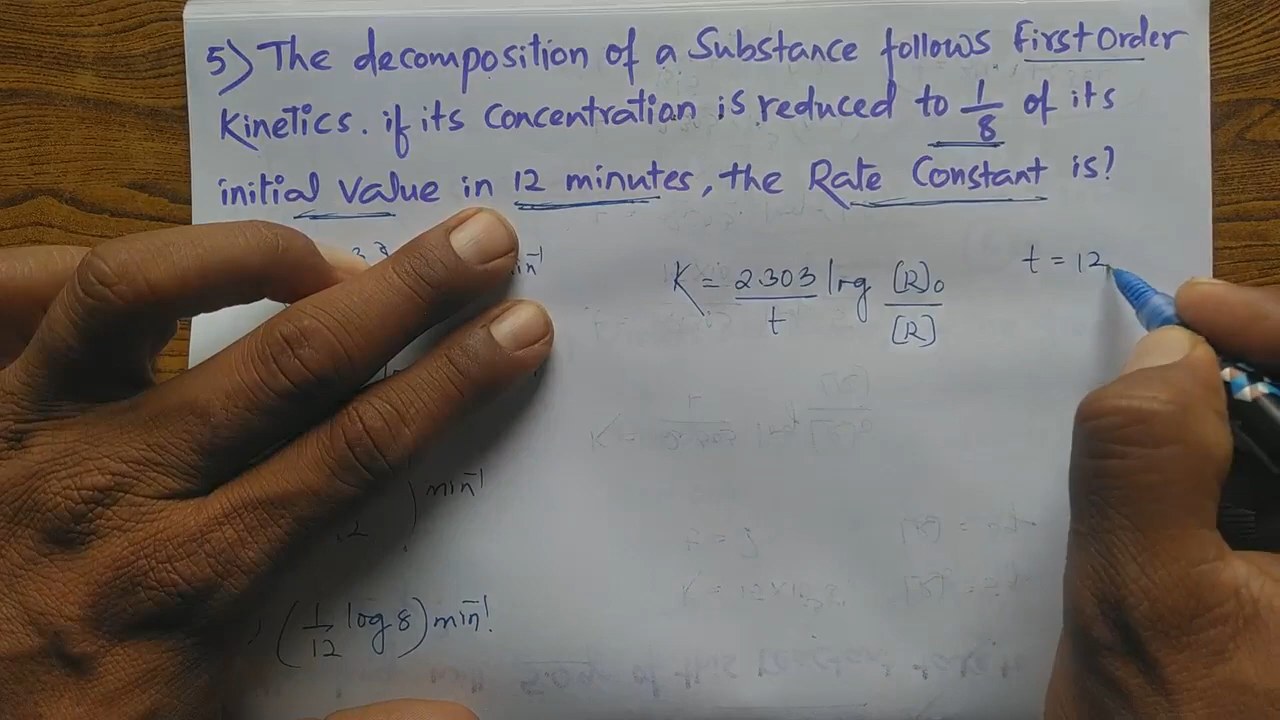 5) The decomposition of a Substance follows First Order
Kinetics. if its Concentration is reduced to 1/8 of its
initial value in 12 minutes, the Rate Constant is?
K = 2.303/t log [R]₀/[R]
t = 12
) min⁻¹
(1/12 log 8) min⁻¹